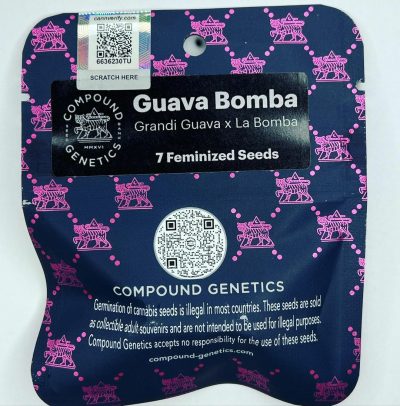 cannverify.com
6636230TU
SCRATCH HERE
COMPOUND
SEED BANK
MMXVI
GENETICS
Guava Bomba
Grandi Guava x La Bomba
7 Feminized Seeds
COMPOUND GENETICS
Germination of cannabis seeds is illegal in most countries. These seeds are sold
as collectible adult souvenirs and are not intended to be used for illegal purposes.
Compound Genetics accepts no responsibility for the use of these seeds.
compound-genetics.com